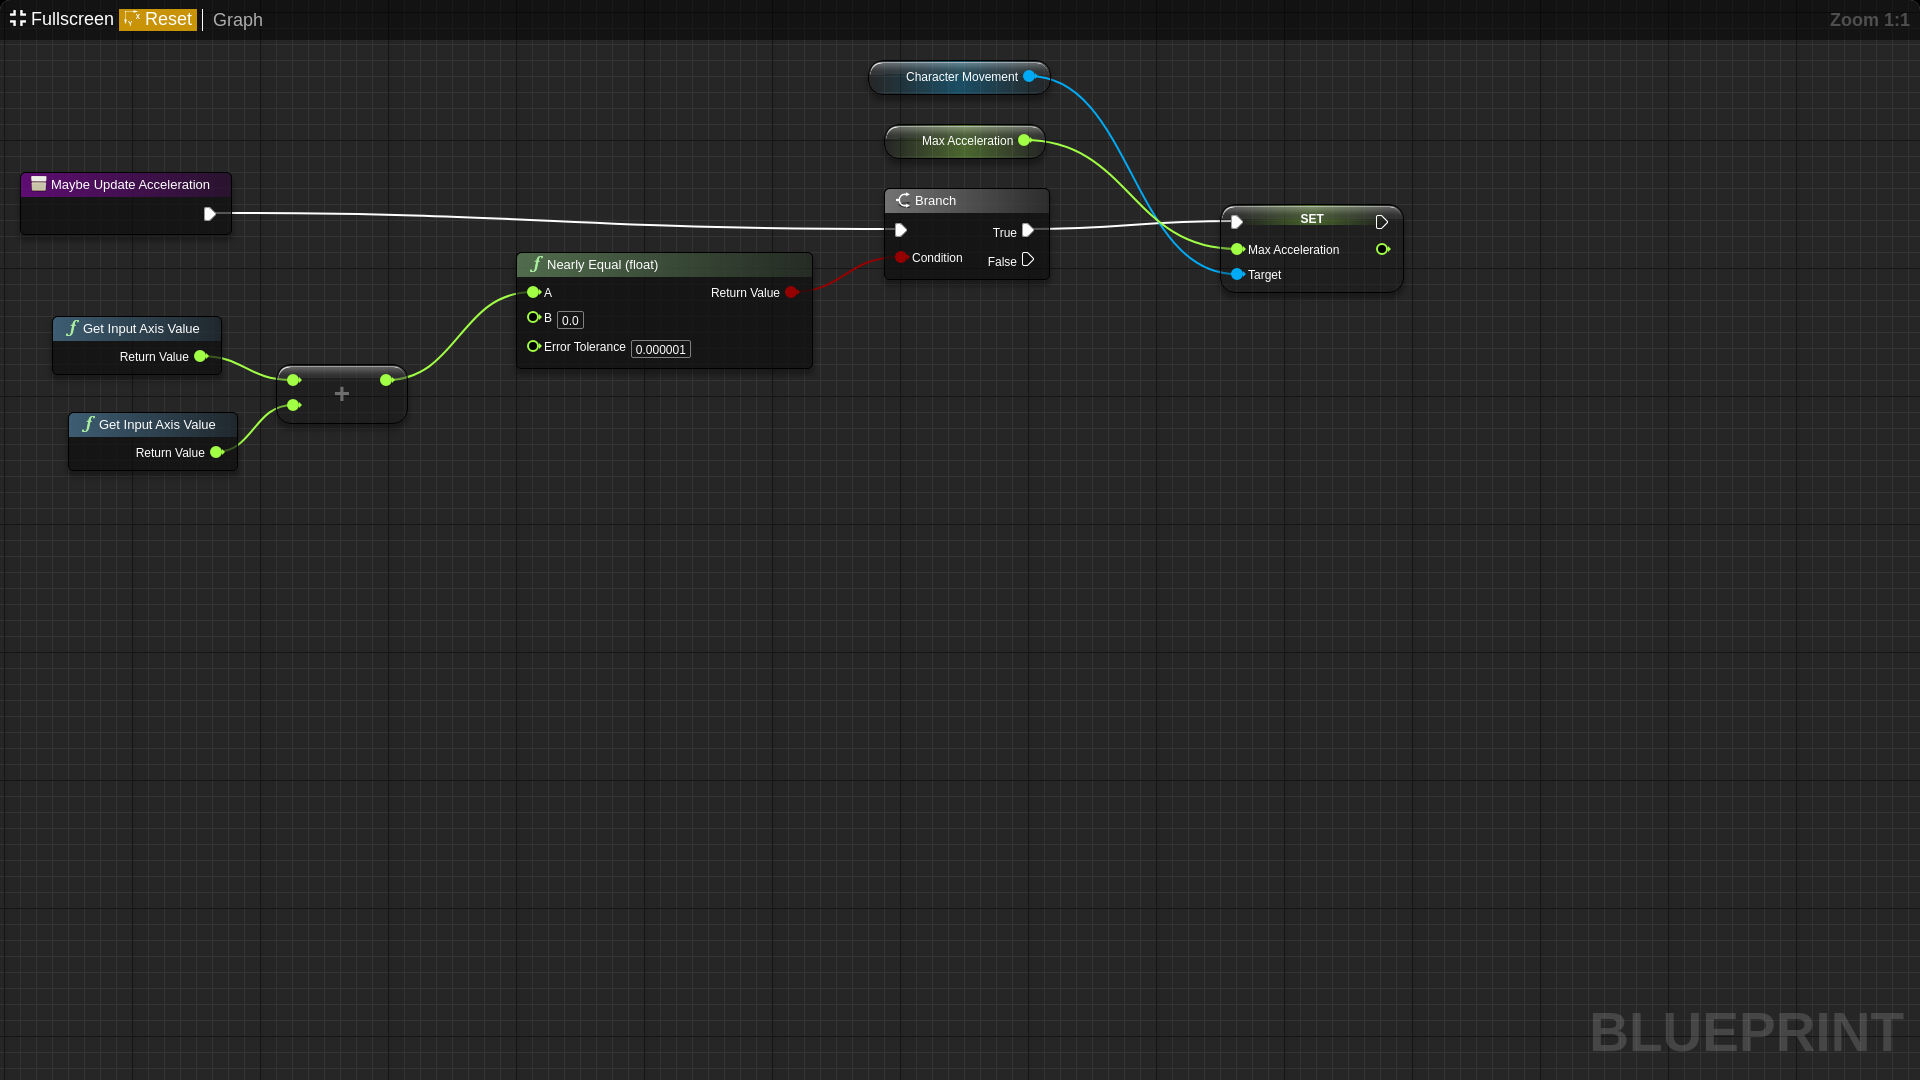 Fullscreen Reset Graph
Zoom 1:1
Character Movement
Max Acceleration
Maybe Update Acceleration
Branch
True
Condition
False
SET
Max Acceleration
Target
Nearly Equal (float)
A
Return Value
B 0.0
Error Tolerance 0.000001
Get Input Axis Value
Return Value
+
Get Input Axis Value
Return Value
BLUEPRINT